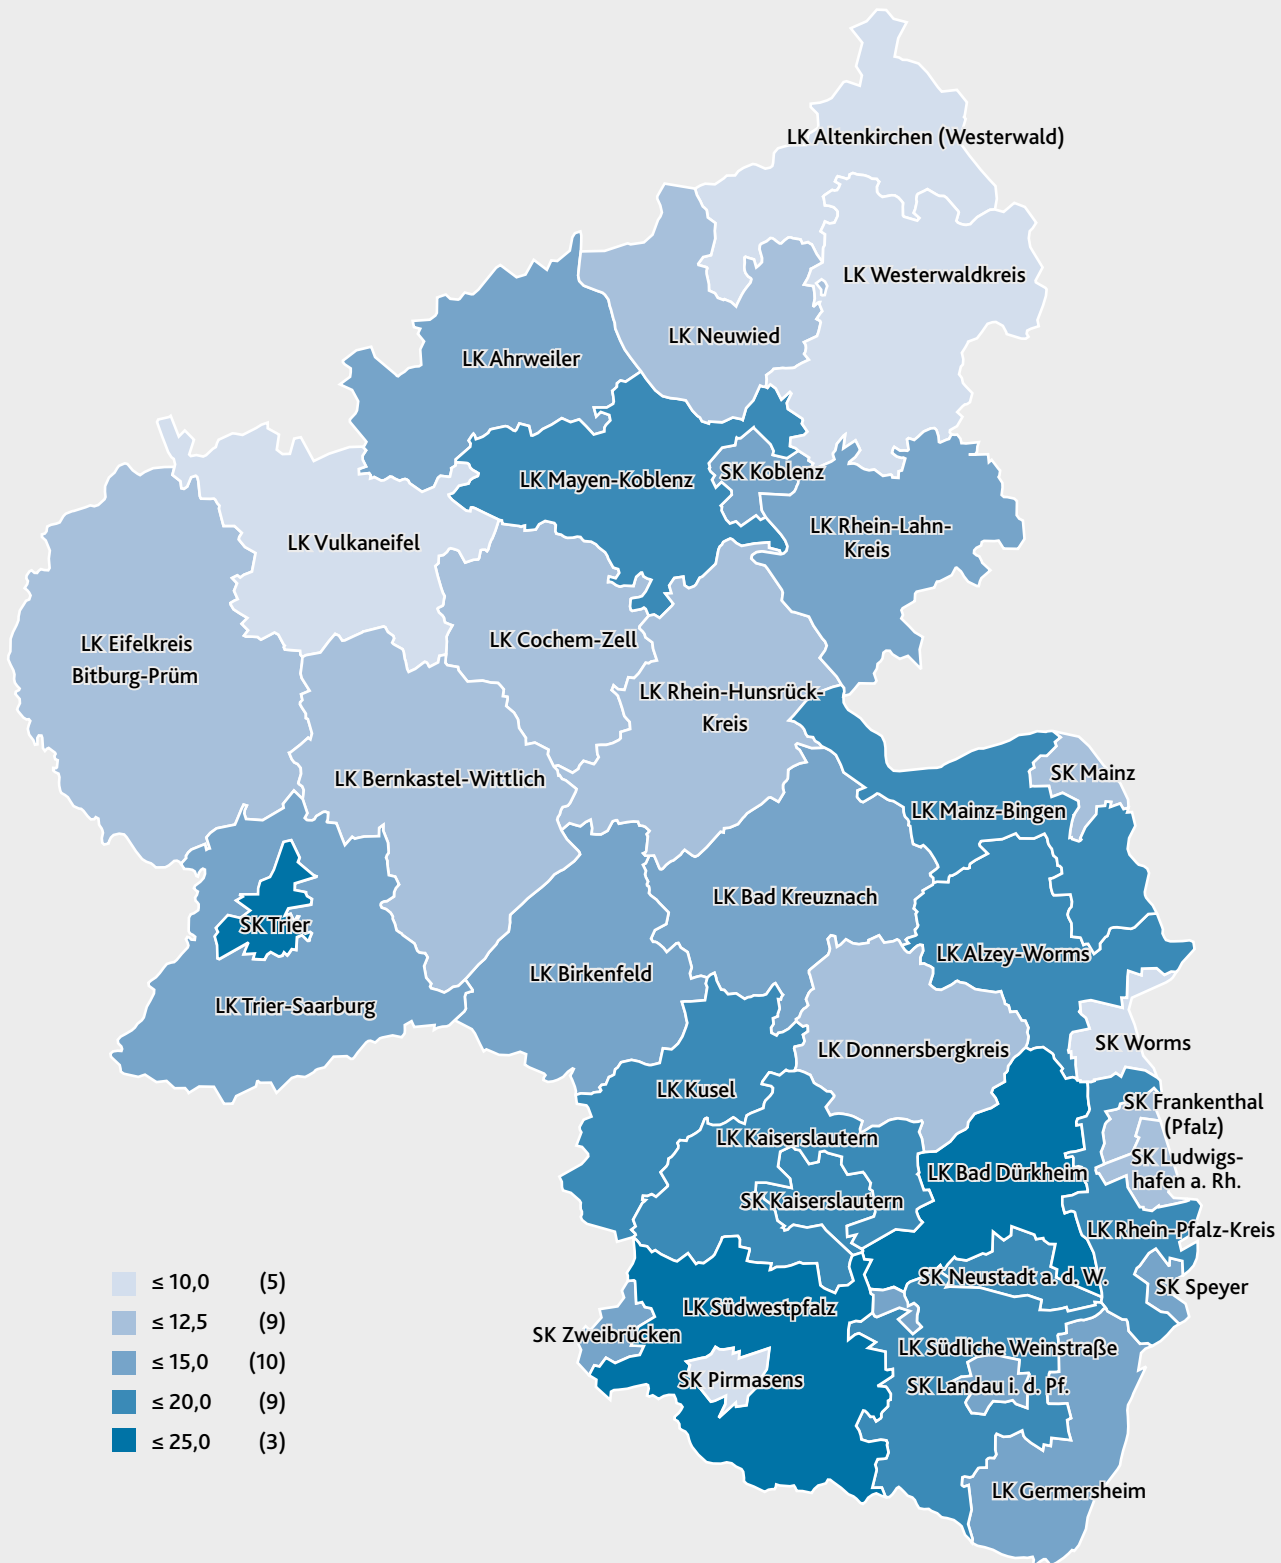 LK Altenkirchen (Westerwald)
LK Westerwaldkreis
LK Neuwied
LK Ahrweiler
SK Koblenz
LK Mayen-Koblenz
LK Rhein-Lahn-
Kreis
LK Vulkaneifel
LK Cochem-Zell
LK Eifelkreis
Bitburg-Prüm
LK Rhein-Hunsrück-
Kreis
SK Mainz
LK Bernkastel-Wittlich
LK Mainz-Bingen
LK Bad Kreuznach
SK Trier
LK Alzey-Worms
LK Birkenfeld
LK Trier-Saarburg
SK Worms
LK Donnersbergkreis
LK Kusel
SK Frankenthal
(Pfalz)
LK Kaiserslautern
SK Ludwigs-
hafen a. Rh.
LK Bad Dürkheim
SK Kaiserslautern
LK Rhein-Pfalz-Kreis
SK Neustadt a. d. W.
SK Speyer
LK Südwestpfalz
SK Zweibrücken
LK Südliche Weinstraße
SK Pirmasens
SK Landau i. d. Pf.
LK Germersheim
≤ 10,0 (5)
≤ 12,5 (9)
≤ 15,0 (10)
≤ 20,0 (9)
≤ 25,0 (3)